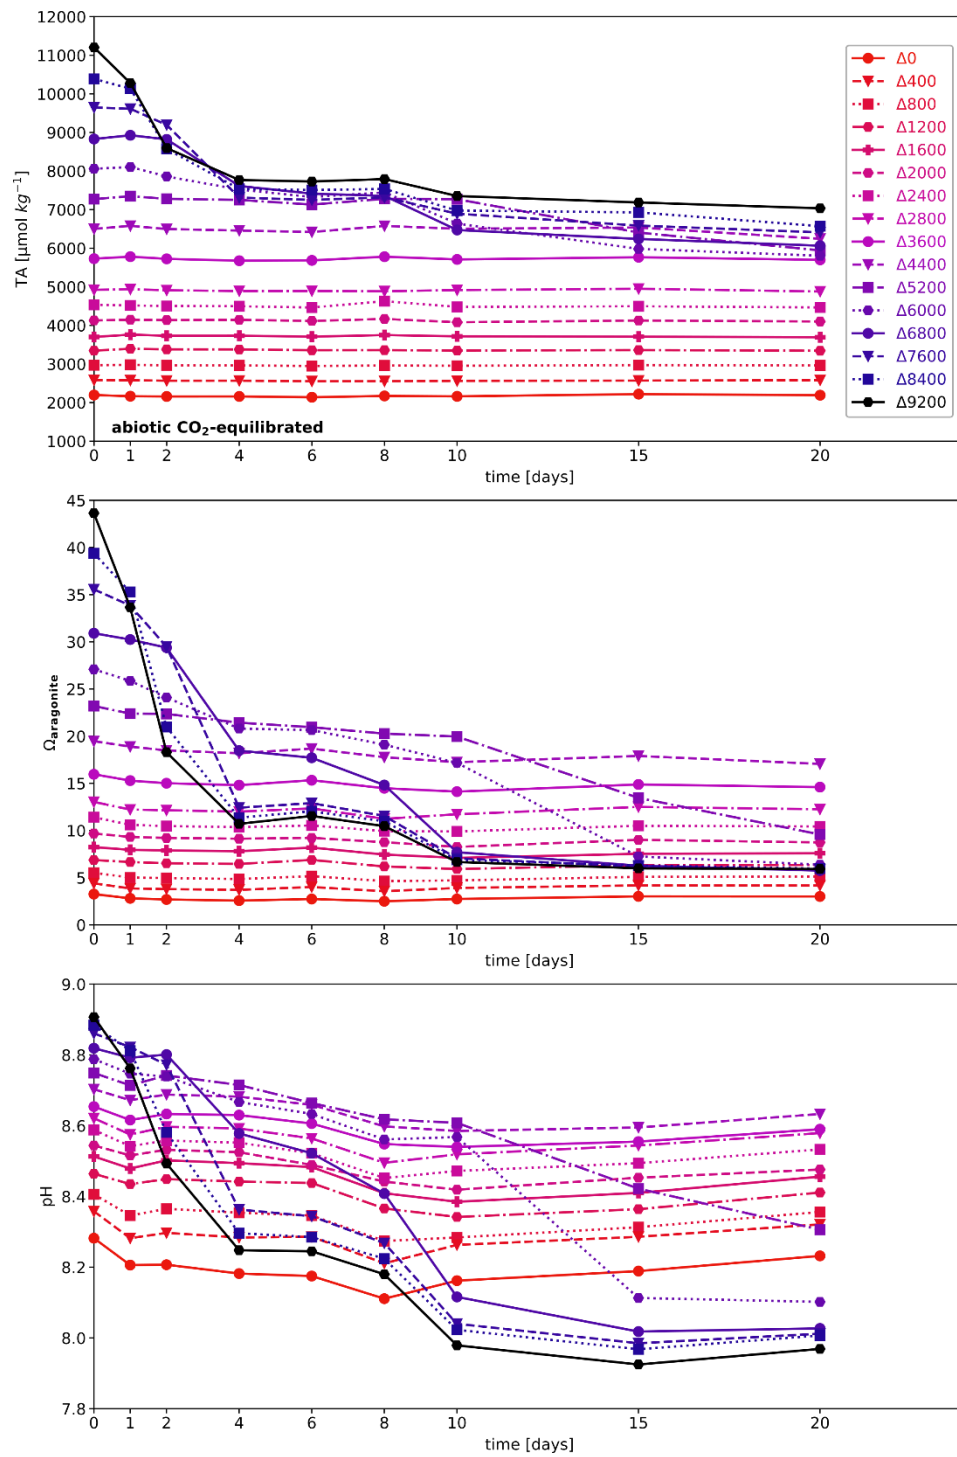 12000
11000
10000
9000
8000
7000
6000
5000
4000
3000
2000
1000
TA [μmol kg⁻¹]
Δ0
Δ400
Δ800
Δ1200
Δ1600
Δ2000
Δ2400
Δ2800
Δ3600
Δ4400
Δ5200
Δ6000
Δ6800
Δ7600
Δ8400
Δ9200
abiotic CO₂-equilibrated
0 1 2 4 6 8 10 15 20
time [days]
45
40
35
30
25
20
15
10
5
0
Ωaragonite
0 1 2 4 6 8 10 15 20
time [days]
9.0
8.8
8.6
8.4
8.2
8.0
7.8
pH
0 1 2 4 6 8 10 15 20
time [days]